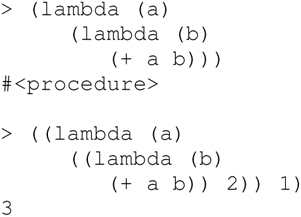 > (lambda (a)
(lambda (b)
(+ a b)))
#<procedure>
> ((lambda (a)
((lambda (b)
(+ a b)) 2)) 1)
3